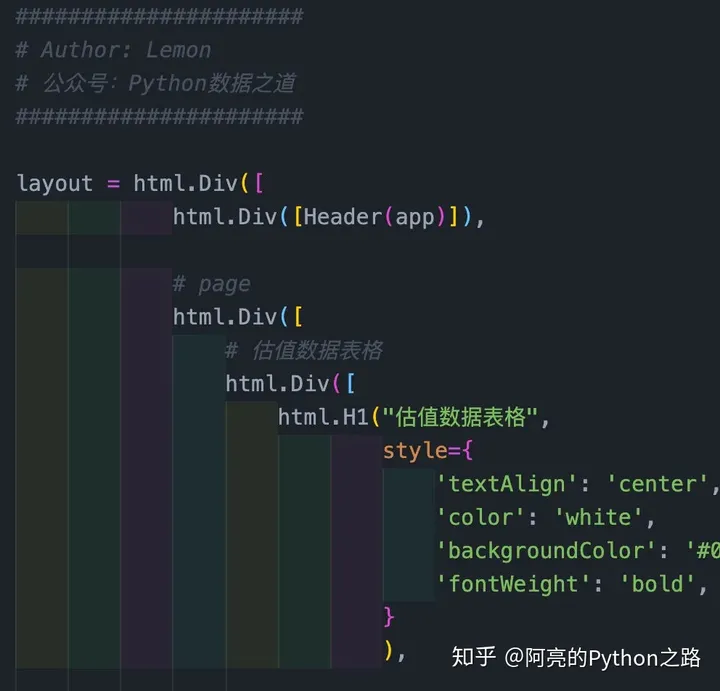 ######################
# Author: Lemon
# 公众号：Python数据之道
######################
layout = html.Div([
html.Div([Header(app)]),
# page
html.Div([
# 估值数据表格
html.Div([
html.H1("估值数据表格",
style={
'textAlign': 'center',
'color': 'white',
'backgroundColor': '#0
'fontWeight': 'bold',
}
),
知乎 @阿亮的Python之路